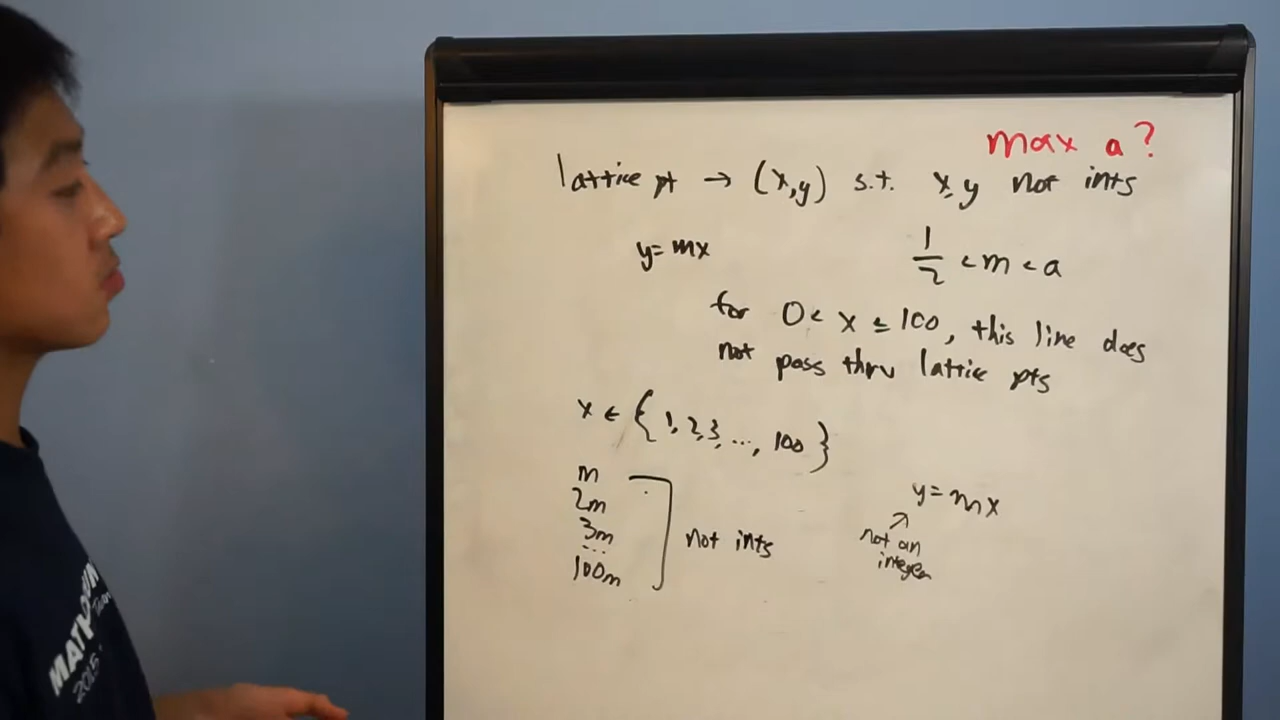 max a?
lattice pt → (x,y) s.t. x,y not ints
y=mx
1/2 < m < a
for 0 < x ≤ 100, this line does
not pass thru lattice pts
x ∈ {1,2,3,...,100}
m
2m
3m
...
100m
not ints
y=mx
not an
integer
2015